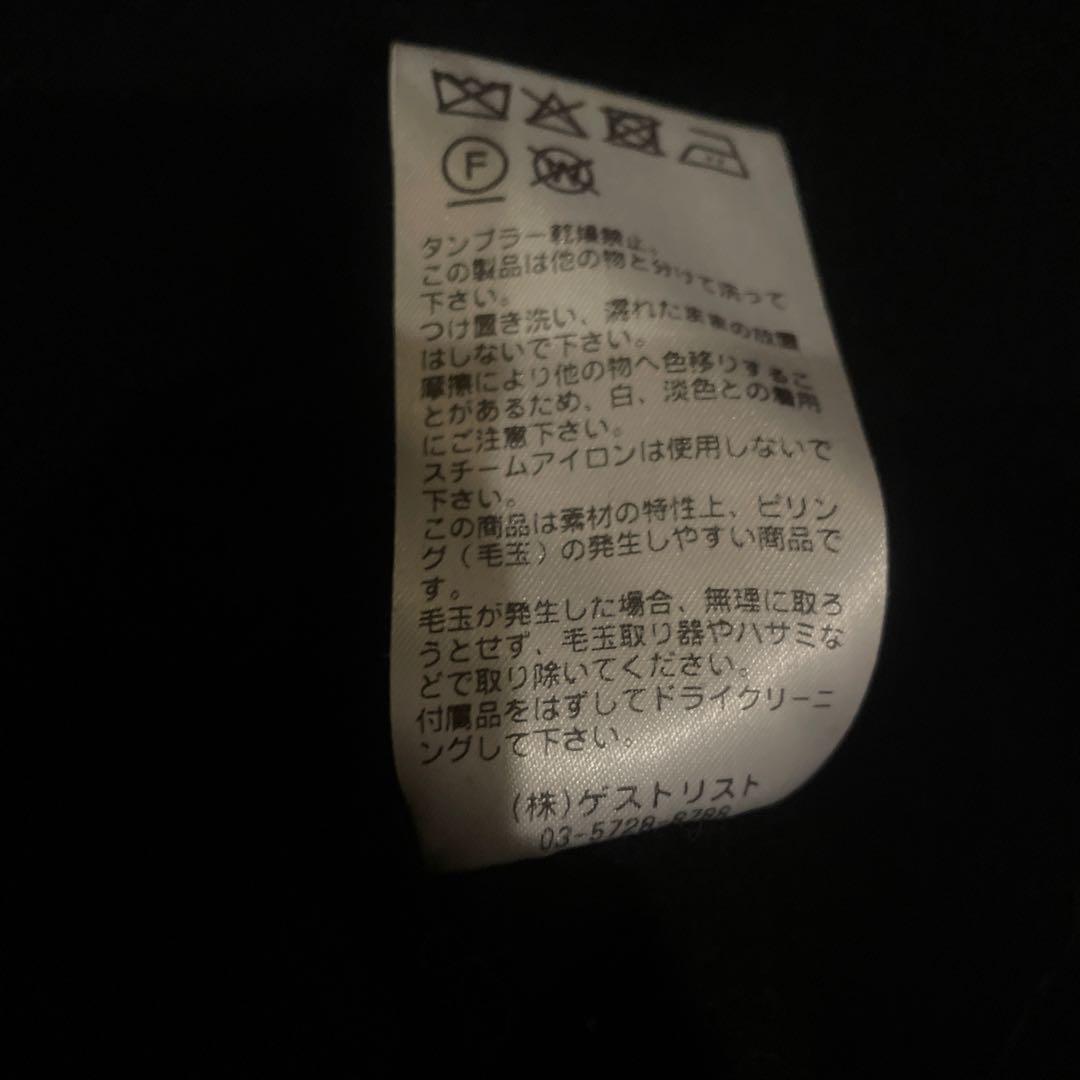 F
W
タンブラー乾燥禁止、
この製品は他の物と分けて洗って
下さい。
つけ置き洗い、濡れたままの放置
はしないで下さい。
摩擦により他の物へ色移りするこ
とがあるため、白、淡色との着用
にご注意下さい。
スチームアイロンは使用しないで
下さい。
この商品は素材の特性上、ピリン
グ(毛玉)の発生しやすい商品で
す。
毛玉が発生した場合、無理に取ろ
うとせず、毛玉取り器やハサミな
どで取り除いてください。
付属品をはずしてドライクリーニ
ングして下さい。
(株)ゲストリスト
03-5728-8788